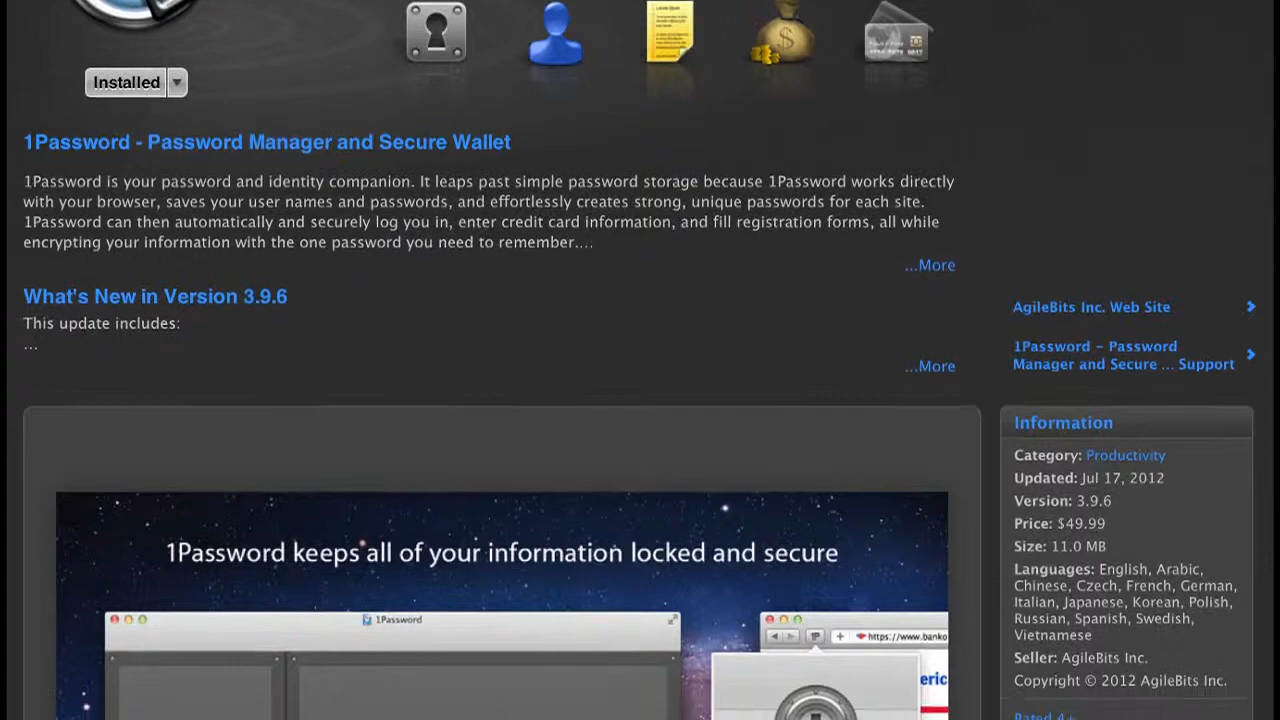 Installed
1Password - Password Manager and Secure Wallet
1Password is your password and identity companion. It leaps past simple password storage because 1Password works directly
with your browser, saves your user names and passwords, and effortlessly creates strong, unique passwords for each site.
1Password can then automatically and securely log you in, enter credit card information, and fill registration forms, all while
encrypting your information with the one password you need to remember....
...More
What's New in Version 3.9.6
This update includes:
...
...More
AgileBits Inc. Web Site
1Password - Password
Manager and Secure ... Support
1Password keeps all of your information locked and secure
1Password
1P
+
https://www.banko
eric
Information
Category: Productivity
Updated: Jul 17, 2012
Version: 3.9.6
Price: $49.99
Size: 11.0 MB
Languages: English, Arabic,
Chinese, Czech, French, German,
Italian, Japanese, Korean, Polish,
Russian, Spanish, Swedish,
Vietnamese
Seller: AgileBits Inc.
Copyright © 2012 AgileBits Inc.
Rated 4+